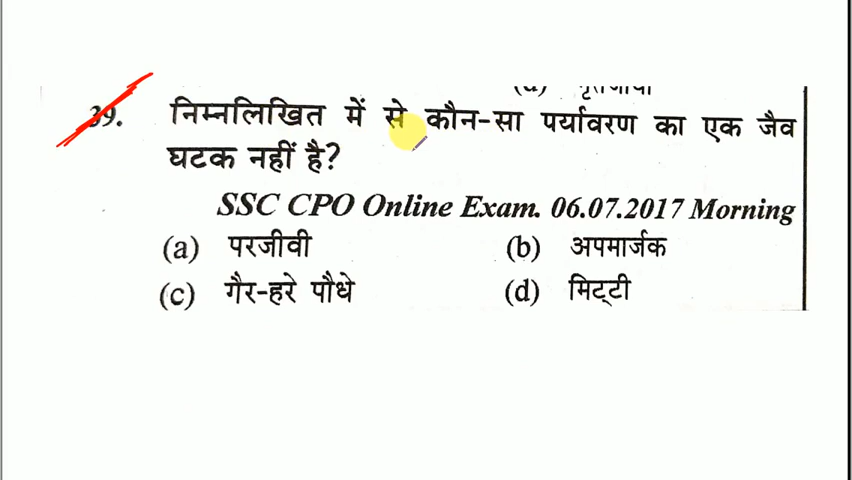 39. निम्नलिखित में से कौन-सा पर्यावरण का एक जैव
घटक नहीं है?
SSC CPO Online Exam. 06.07.2017 Morning
(a) परजीवी (b) अपमार्जक
(c) गैर-हरे पौधे (d) मिट्टी